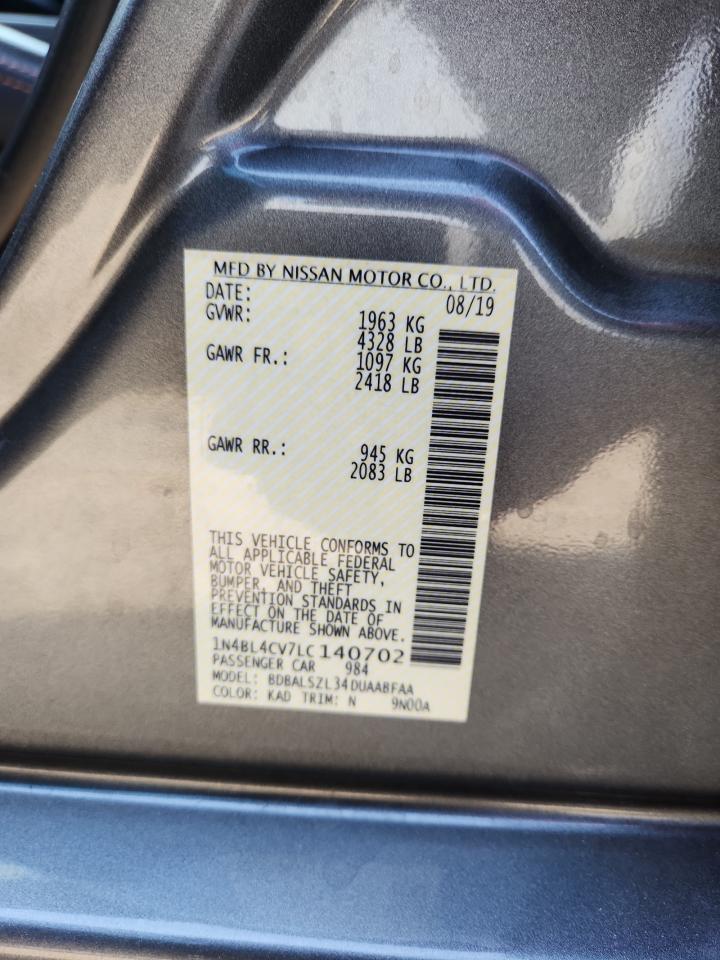 MFD BY NISSAN MOTOR CO., LTD.
DATE: 08/19
GVWR: 1963 KG
4328 LB
GAWR FR.: 1097 KG
2418 LB
GAWR RR.: 945 KG
2083 LB
THIS VEHICLE CONFORMS TO
ALL APPLICABLE FEDERAL
MOTOR VEHICLE SAFETY,
BUMPER, AND THEFT
PREVENTION STANDARDS IN
EFFECT ON THE DATE OF
MANUFACTURE SHOWN ABOVE.
1N4BL4CV7LC140702
PASSENGER CAR 984
MODEL: BDBALSZL34DUAABFAA
COLOR: KAD TRIM: N 9N00A